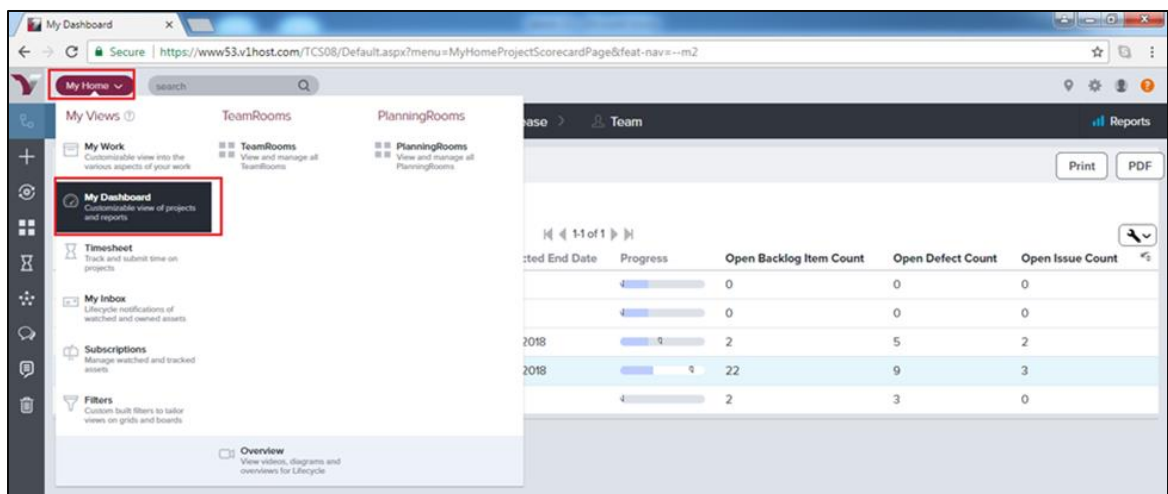 My Dashboard
Secure https://www53.v1host.com/TCS08/Default.aspx?menu=MyHomeProjectScorecardPage&feat-nav=--m2
My Home search
ease Team Reports
My Views TeamRooms PlanningRooms
My Work
Customizable view into the
various aspects of your work
TeamRooms
View and manage all
TeamRooms
PlanningRooms
View and manage all
PlanningRooms
Print PDF
My Dashboard
Customizable view of projects
and reports
Timesheet
Track and submit time on
projects
My Inbox
Lifecycle notifications of
watched and owned assets
Subscriptions
Manage watched and tracked
assets
Filters
Custom built filters to tailor
views on grids and boards
Overview
View videos, diagrams and
overviews for Lifecycle
1-1 of 1
cted End Date Progress Open Backlog Item Count Open Defect Count Open Issue Count
0 0 0
0 0 0
2018 2 5 2
2018 22 9 3
2 3 0